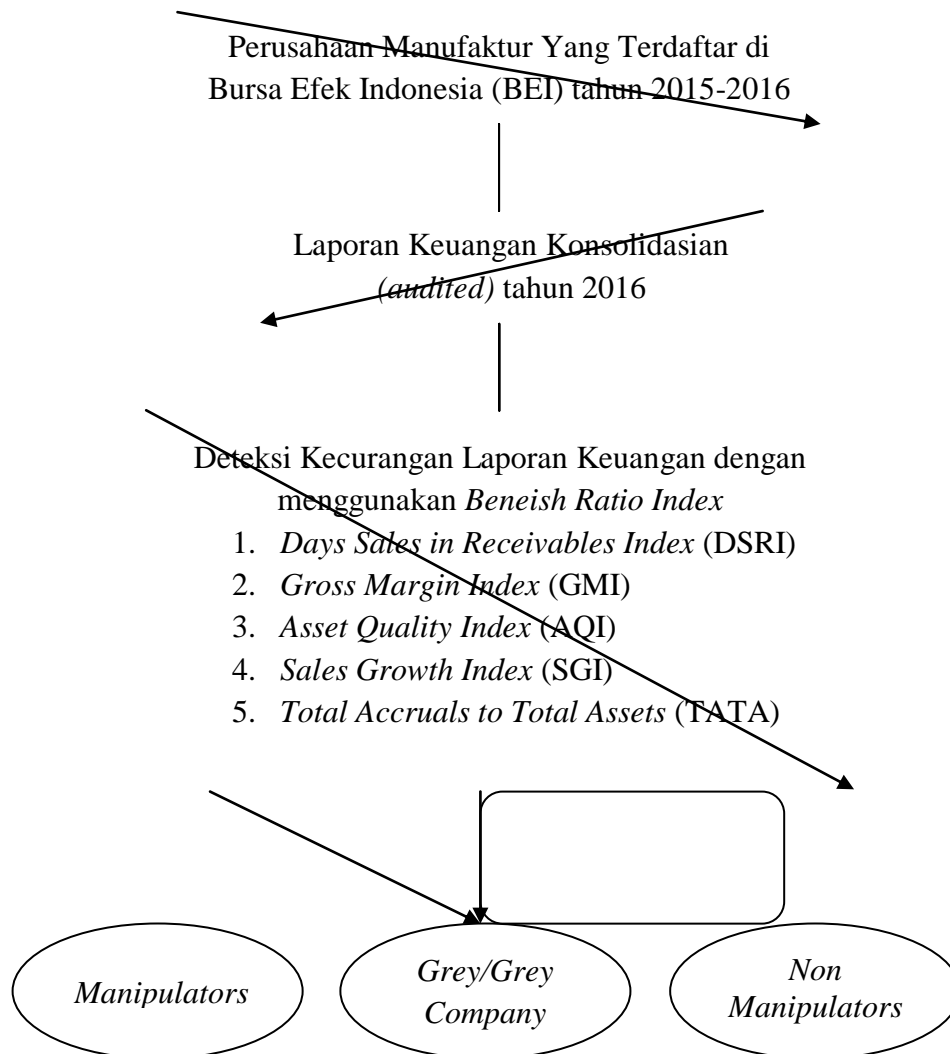 Perusahaan Manufaktur Yang Terdaftar di
Bursa Efek Indonesia (BEI) tahun 2015-2016
Laporan Keuangan Konsolidasian
(audited) tahun 2016
Deteksi Kecurangan Laporan Keuangan dengan
menggunakan Beneish Ratio Index
1. Days Sales in Receivables Index (DSRI)
2. Gross Margin Index (GMI)
3. Asset Quality Index (AQI)
4. Sales Growth Index (SGI)
5. Total Accruals to Total Assets (TATA)
Manipulators
Grey/Grey
Company
Non
Manipulators